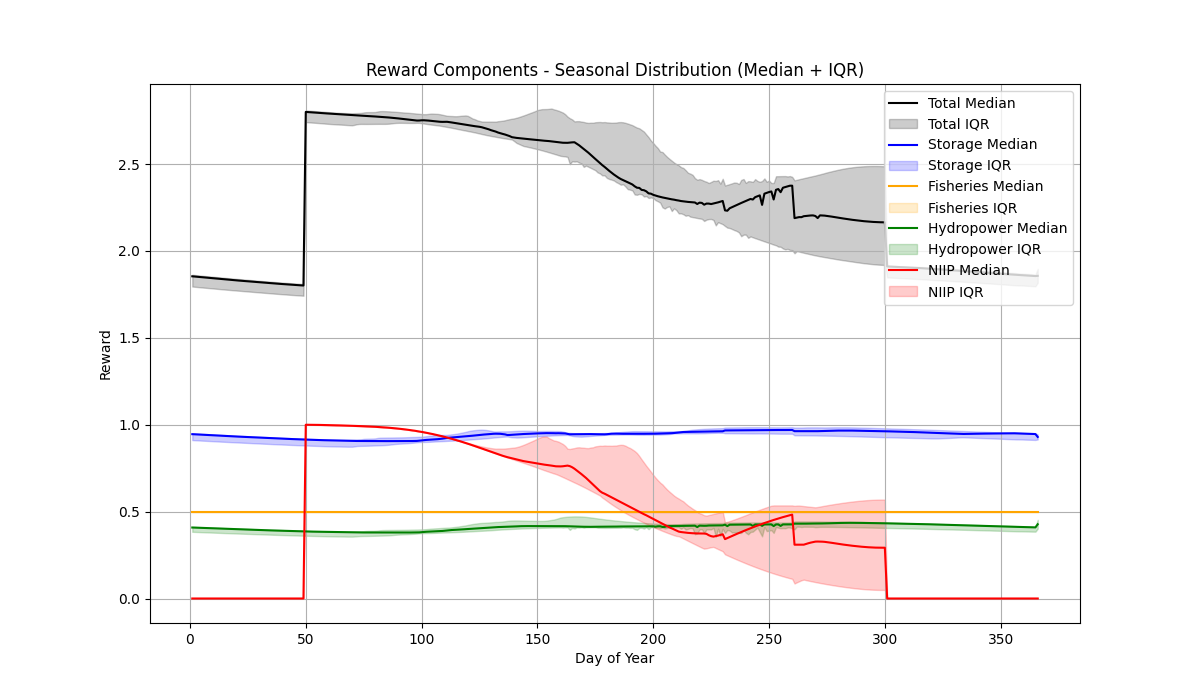 Reward Components - Seasonal Distribution (Median + IQR)
Total Median
Total IQR
Storage Median
Storage IQR
Fisheries Median
Fisheries IQR
Hydropower Median
Hydropower IQR
NIIP Median
NIIP IQR
Reward
2.5
2.0
1.5
1.0
0.5
0.0
0 50 100 150 200 250 300 350
Day of Year